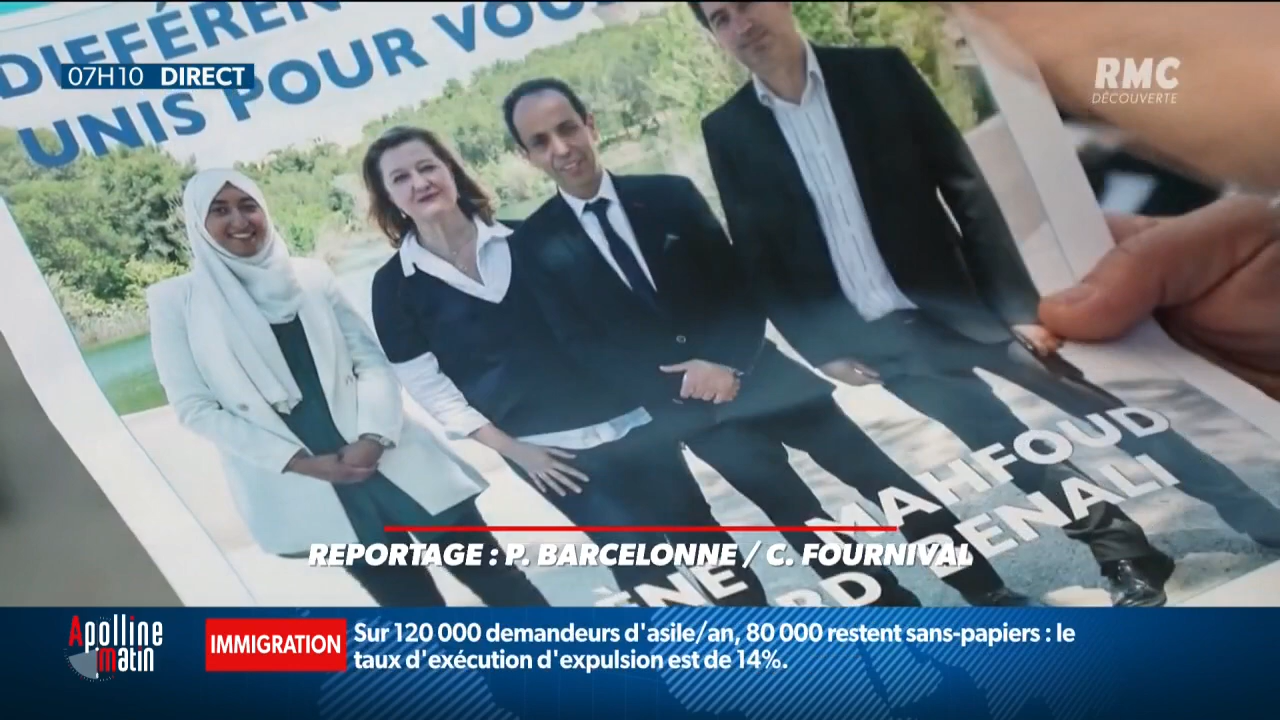 DIFFÉREN
UNIS POUR VOUS
07H10 DIRECT
RMC
DÉCOUVERTE
MAHFOUD
BENALI
REPORTAGE : P. BARCELONNE / C. FOURNIVAL
Apolline
Matin
IMMIGRATION
Sur 120 000 demandeurs d'asile/an, 80 000 restent sans-papiers : le
taux d'exécution d'expulsion est de 14%.